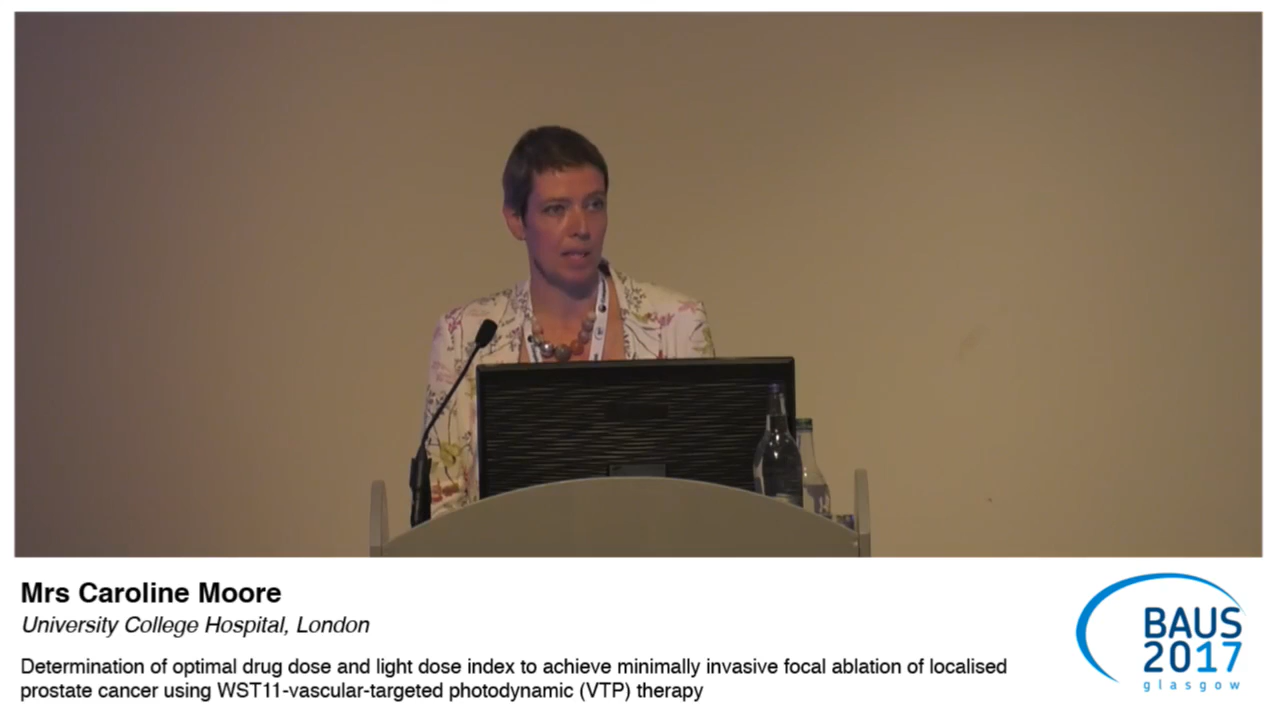 Mrs Caroline Moore
University College Hospital, London
Determination of optimal drug dose and light dose index to achieve minimally invasive focal ablation of localised
prostate cancer using WST11-vascular-targeted photodynamic (VTP) therapy
BAUS
2017
glasgow